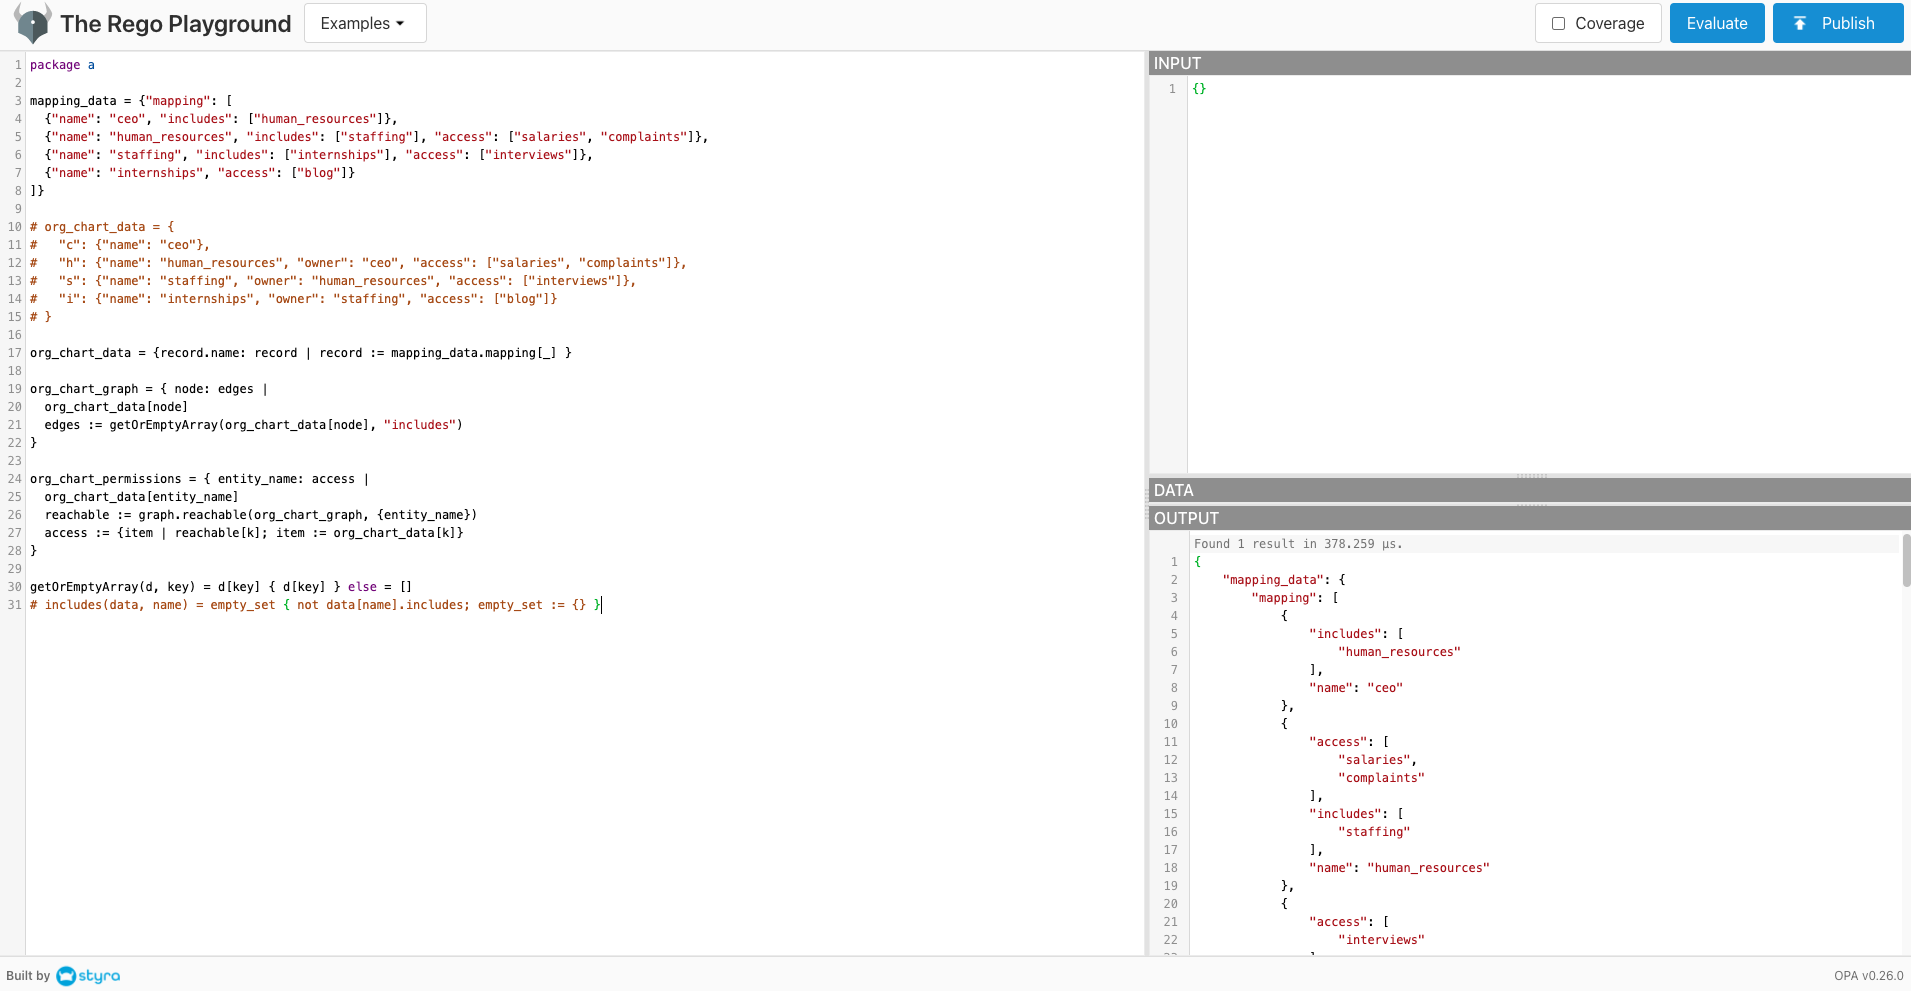 The Rego Playground
Examples
Coverage
Evaluate
Publish
1 package a
2
3 mapping_data = {"mapping": [
4   {"name": "ceo", "includes": ["human_resources"]},
5   {"name": "human_resources", "includes": ["staffing"], "access": ["salaries", "complaints"]},
6   {"name": "staffing", "includes": ["internships"], "access": ["interviews"]},
7   {"name": "internships", "access": ["blog"]}
8 ]}
9
10 # org_chart_data = {
11 #   "c": {"name": "ceo"},
12 #   "h": {"name": "human_resources", "owner": "ceo", "access": ["salaries", "complaints"]},
13 #   "s": {"name": "staffing", "owner": "human_resources", "access": ["interviews"]},
14 #   "i": {"name": "internships", "owner": "staffing", "access": ["blog"]}
15 # }
16
17 org_chart_data = {record.name: record | record := mapping_data.mapping[_] }
18
19 org_chart_graph = { node: edges |
20   org_chart_data[node]
21   edges := getOrEmptyArray(org_chart_data[node], "includes")
22 }
23
24 org_chart_permissions = { entity_name: access |
25   org_chart_data[entity_name]
26   reachable := graph.reachable(org_chart_graph, {entity_name})
27   access := {item | reachable[k]; item := org_chart_data[k]}
28 }
29
30 getOrEmptyArray(d, key) = d[key] { d[key] } else = []
31 # includes(data, name) = empty_set { not data[name].includes; empty_set := {} }
INPUT
1 {}
DATA
OUTPUT
Found 1 result in 378.259 µs.
1 {
2     "mapping_data": {
3         "mapping": [
4             {
5                 "includes": [
6                     "human_resources"
7                 ],
8                 "name": "ceo"
9             },
10             {
11                 "access": [
12                     "salaries",
13                     "complaints"
14                 ],
15                 "includes": [
16                     "staffing"
17                 ],
18                 "name": "human_resources"
19             },
20             {
21                 "access": [
22                     "interviews"
Built by styra
OPA v0.26.0